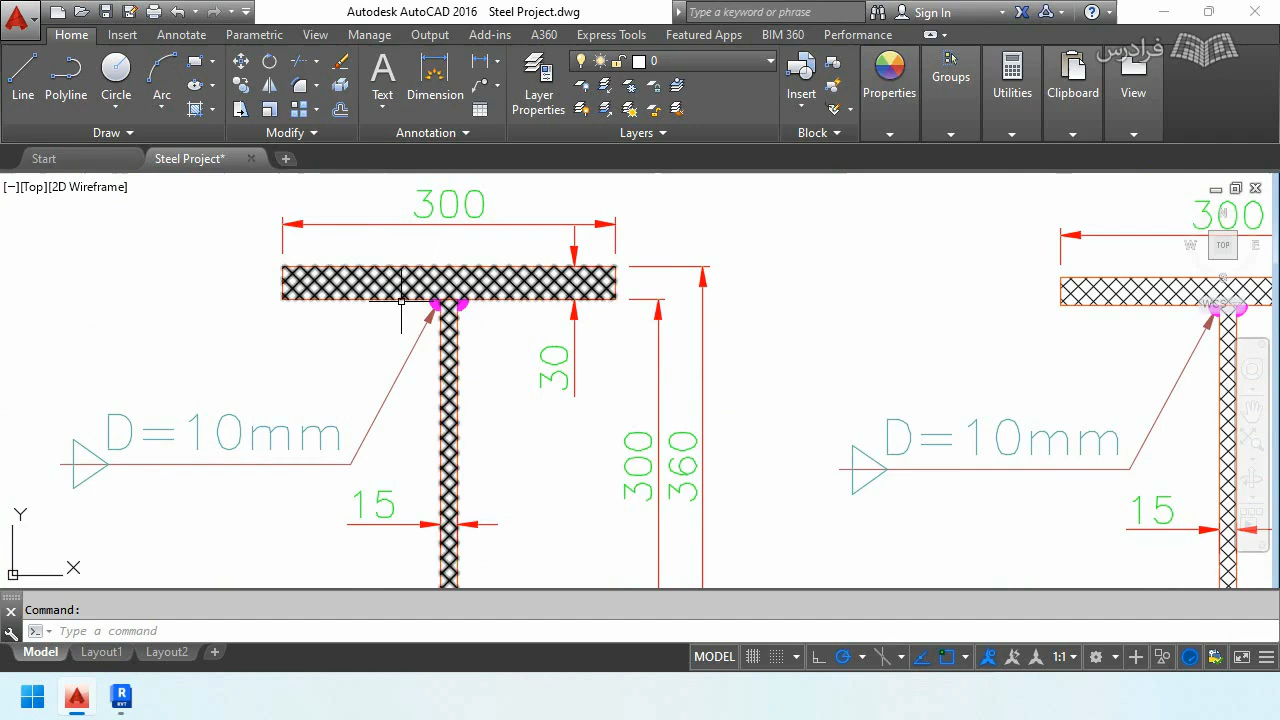 Autodesk AutoCAD 2016 Steel Project.dwg
Type a keyword or phrase
Sign In
Home Insert Annotate Parametric View Manage Output Add-ins A360 Express Tools Featured Apps BIM 360 Performance
فرادرس
Line Polyline Circle Arc
Text Dimension
Layer Properties
0
Insert
Properties
Groups
Utilities
Clipboard
View
Draw Modify Annotation Layers Block
Start Steel Project*
[−][Top][2D Wireframe]
300
300
N
W TOP E
S
WCS
30
D=10mm
D=10mm
300
360
15
15
Y
X
Command:
Type a command
Model Layout1 Layout2
MODEL
1:1